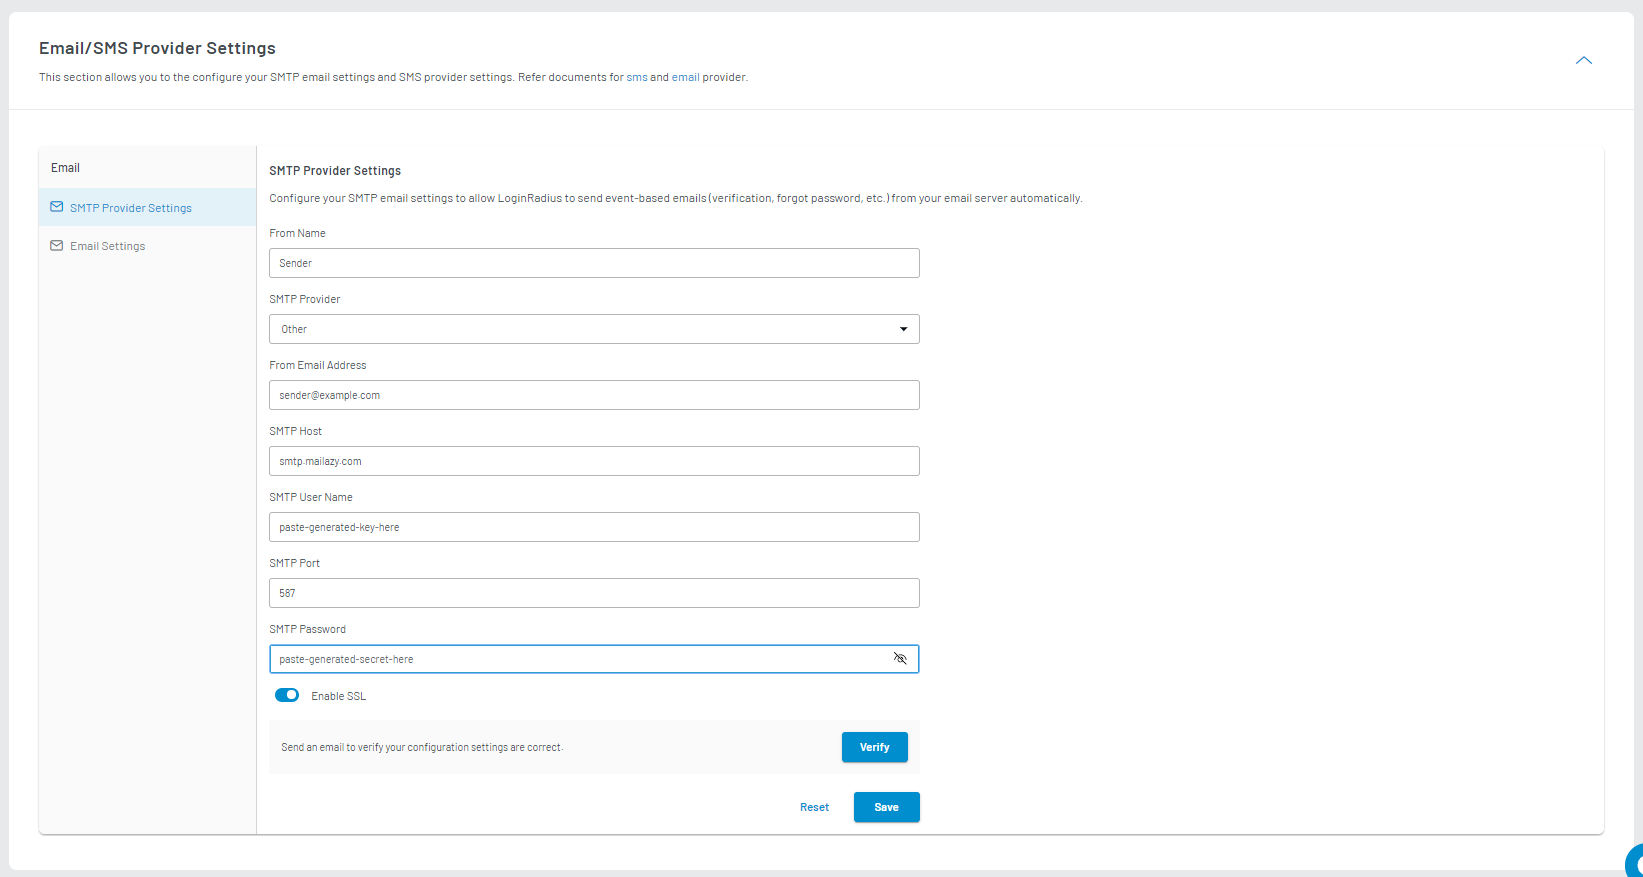 Email/SMS Provider Settings
This section allows you to the configure your SMTP email settings and SMS provider settings. Refer documents for sms and email provider.
Email
SMTP Provider Settings
Email Settings
SMTP Provider Settings
Configure your SMTP email settings to allow LoginRadius to send event-based emails (verification, forgot password, etc.) from your email server automatically.
From Name
Sender
SMTP Provider
Other
From Email Address
sender@example.com
SMTP Host
smtp.mailazy.com
SMTP User Name
paste-generated-key-here
SMTP Port
587
SMTP Password
paste-generated-secret-here
Enable SSL
Send an email to verify your configuration settings are correct.
Verify
Reset
Save